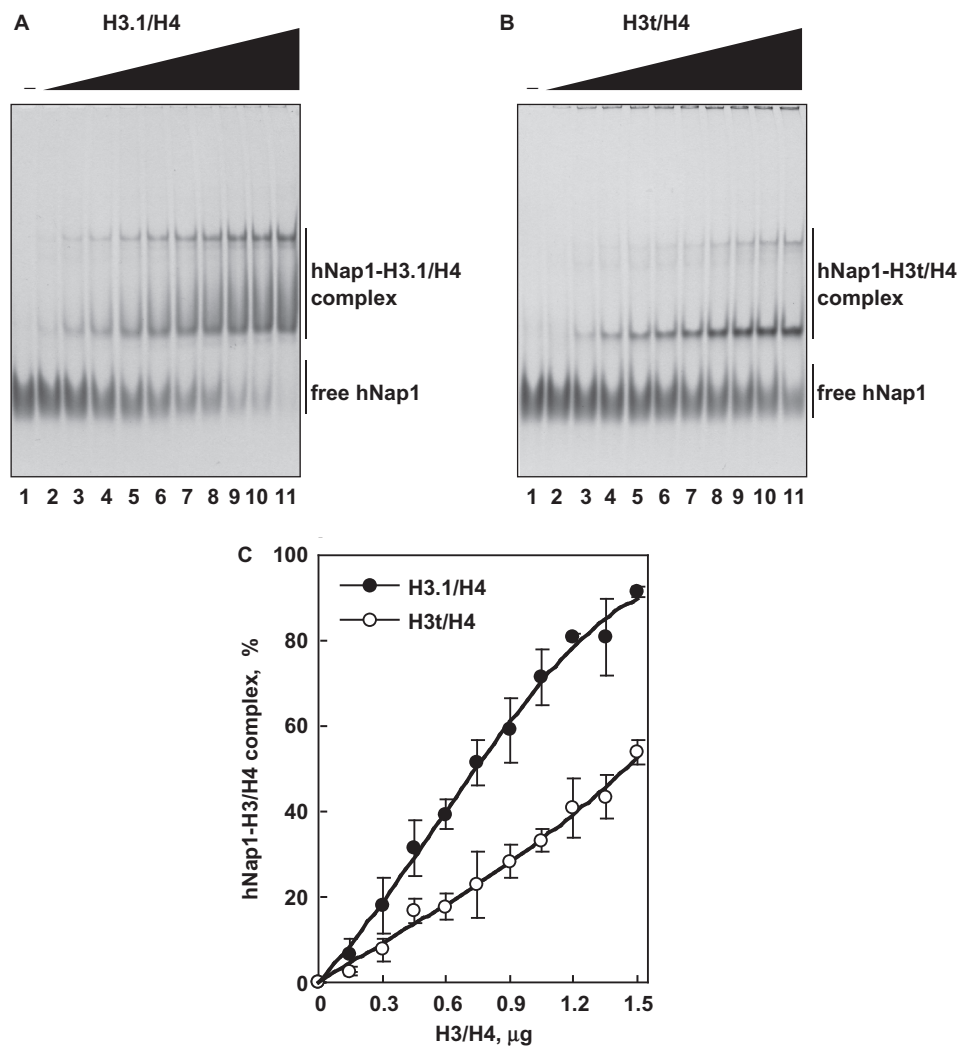 A H3.1/H4
–
hNap1-H3.1/H4
complex
free hNap1
1 2 3 4 5 6 7 8 9 10 11
B H3t/H4
–
hNap1-H3t/H4
complex
free hNap1
1 2 3 4 5 6 7 8 9 10 11
C
hNap1-H3/H4 complex, %
100
80
60
40
20
0
H3.1/H4
H3t/H4
0 0.3 0.6 0.9 1.2 1.5
H3/H4, μg